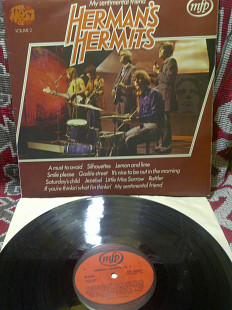 My sentimental friend
HERMAN'S
HERMITS
mfp
THE MOST OF
VOLUME 2
A must to avoid Silhouettes Lemon and lime
Smile please Gaslite street It's nice to be out in the morning
Saturday's child Jezebel Little Miss Sorrow Rattler
If you're thinkin' what I'm thinkin' My sentimental friend
mfp